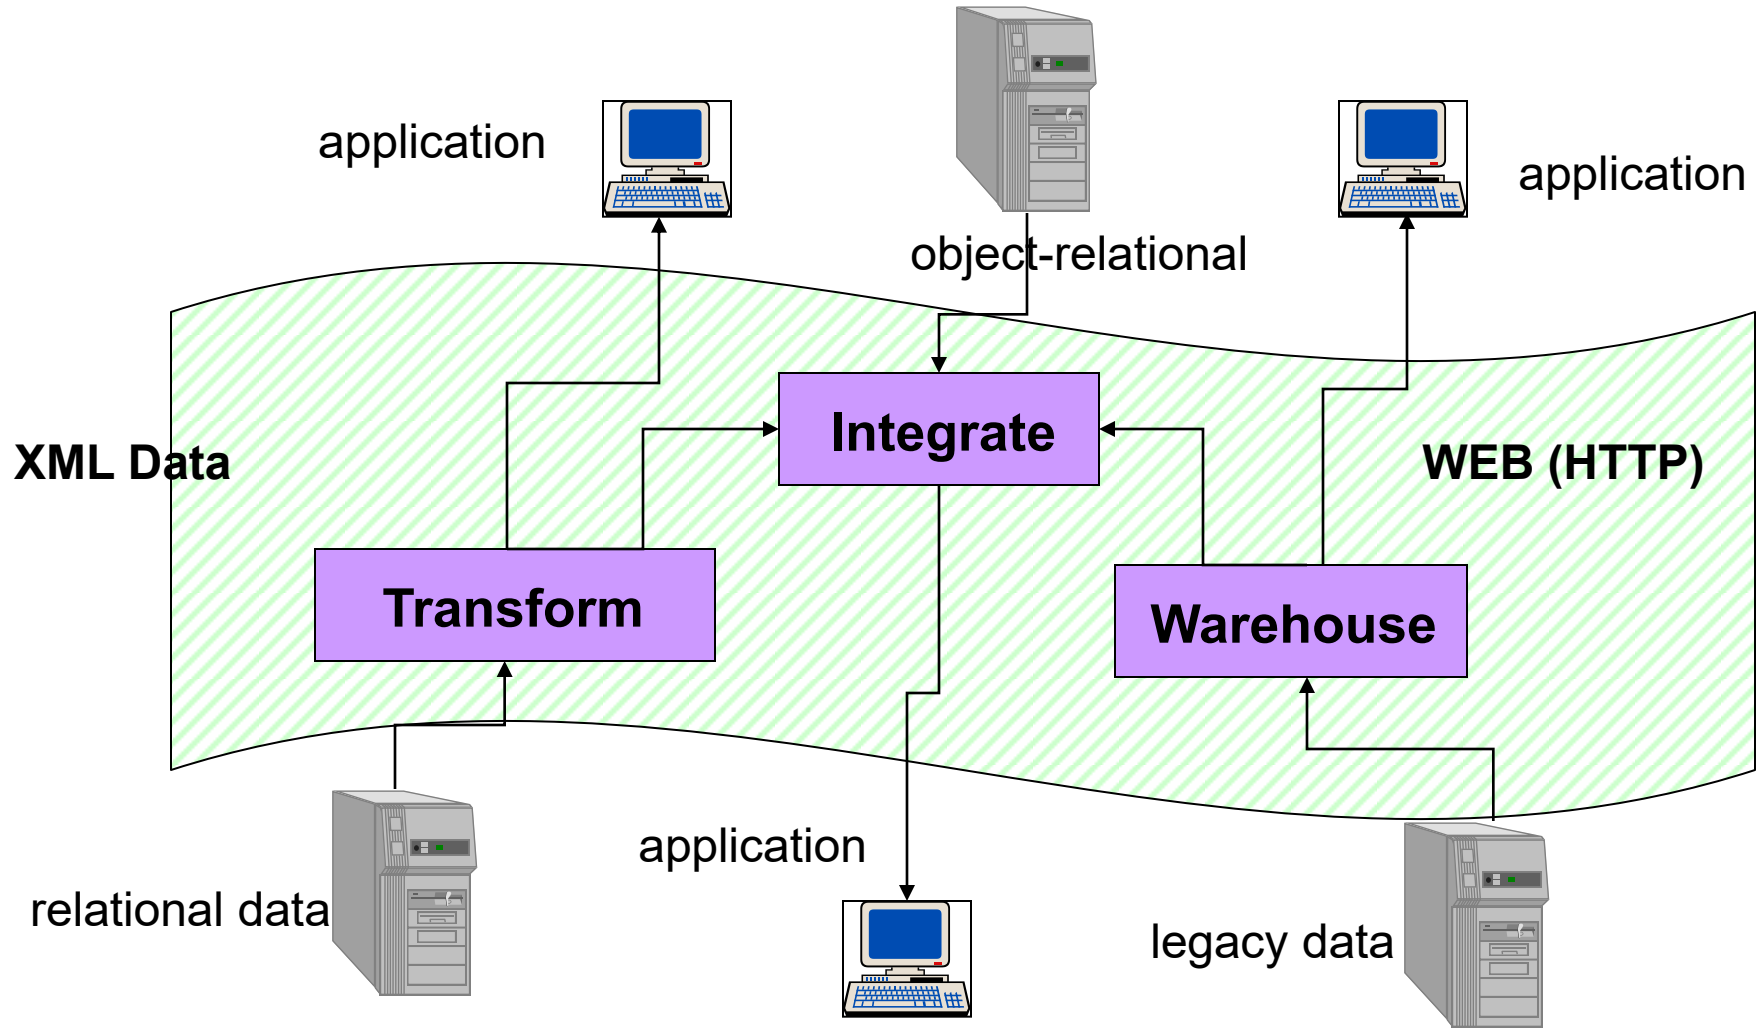 application
application
object-relational
Integrate
XML Data
WEB (HTTP)
Transform
Warehouse
application
relational data
legacy data